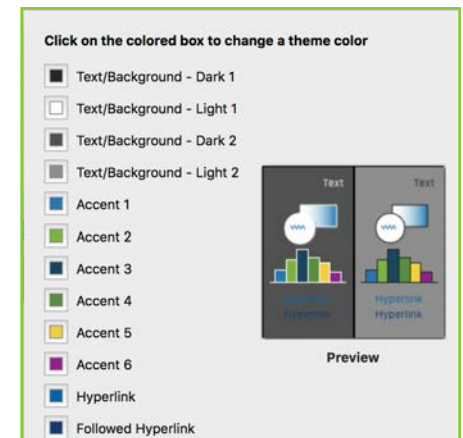 Click on the colored box to change a theme color
Text/Background - Dark 1
Text/Background - Light 1
Text/Background - Dark 2
Text/Background - Light 2
Accent 1
Accent 2
Accent 3
Accent 4
Accent 5
Accent 6
Hyperlink
Followed Hyperlink
Text
Text
Hyperlink
Hyperlink
Hyperlink
Hyperlink
Preview